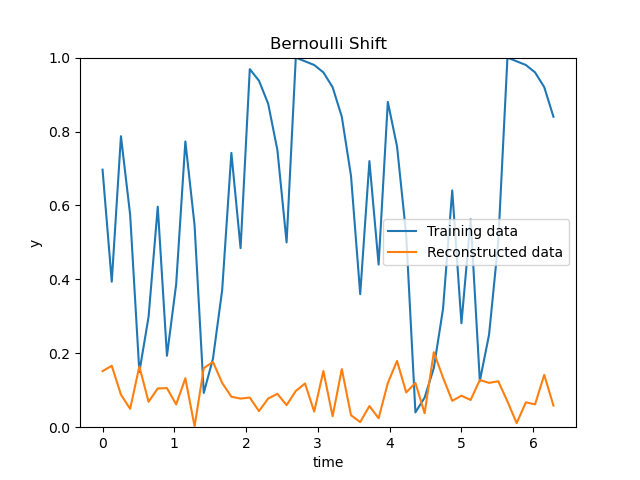 Bernoulli Shift
1.0
0.8
0.6
0.4
0.2
0.0
y
Training data
Reconstructed data
0 1 2 3 4 5 6
time